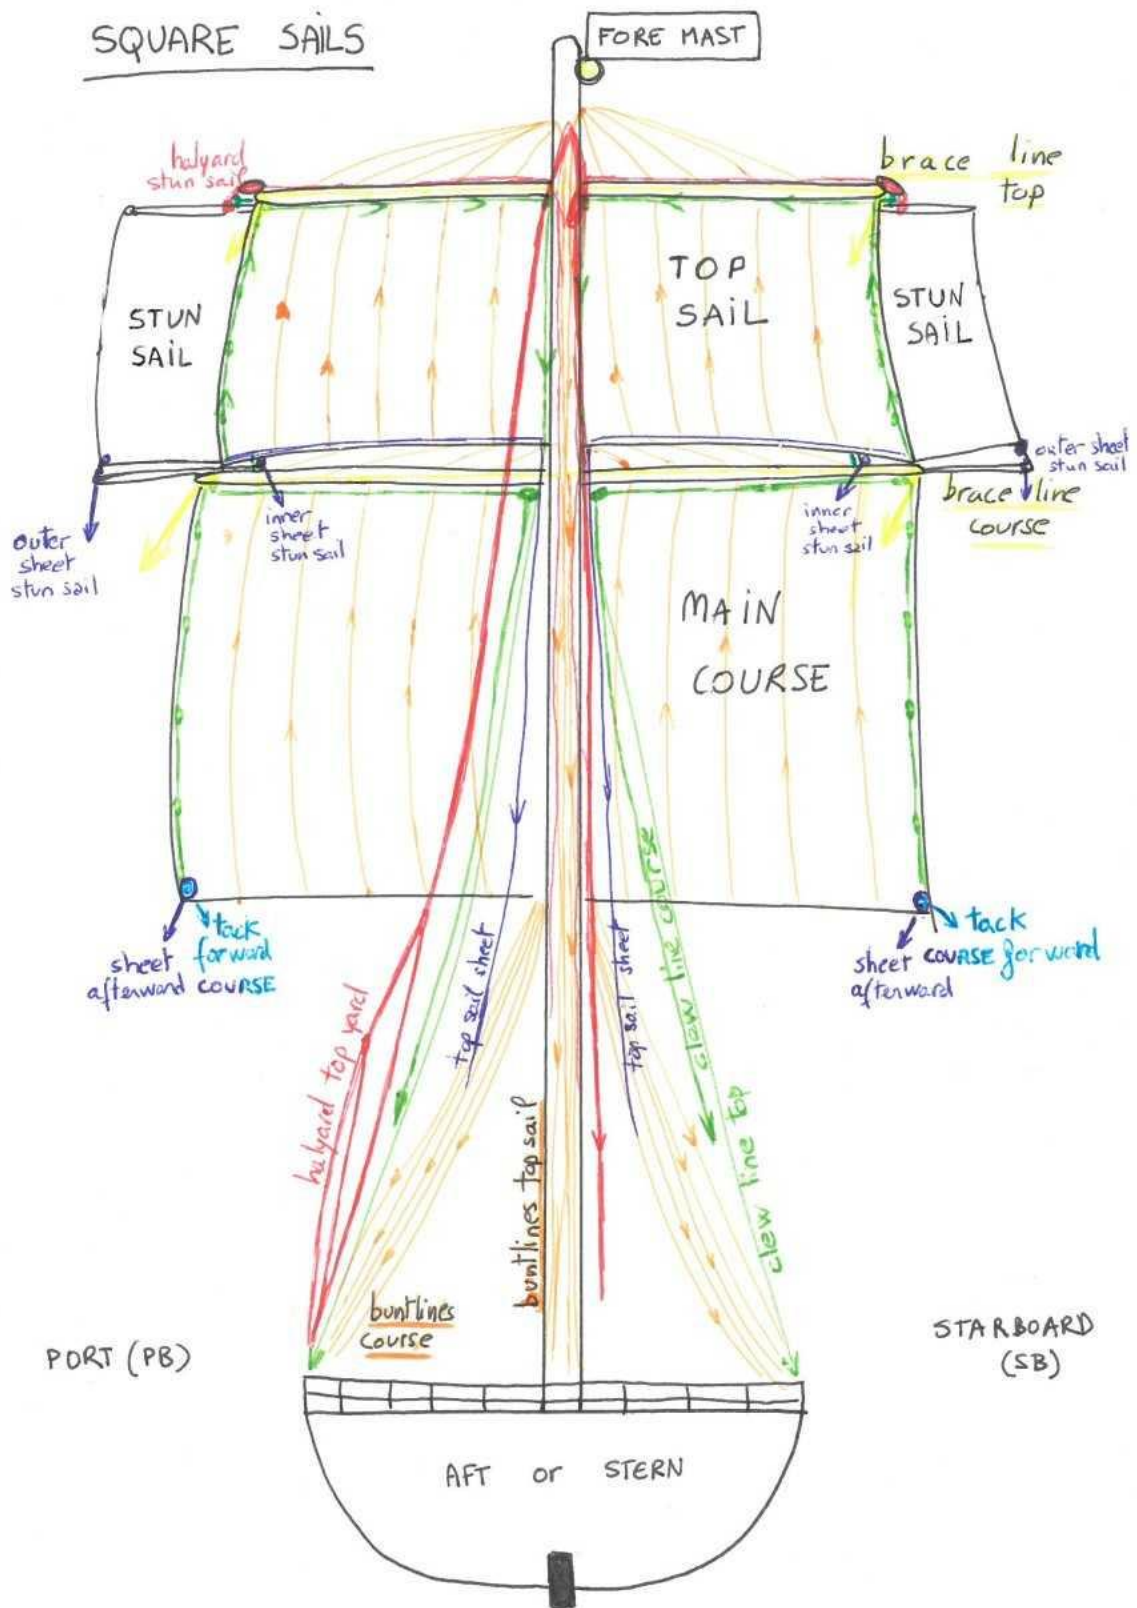 SQUARE SAILS
FORE MAST
halyard
stun sail
brace line
top
TOP
SAIL
STUN
SAIL
STUN
SAIL
outer sheet
stun sail
brace line
course
inner
sheet
stun sail
inner
sheet
stun sail
outer
sheet
stun sail
MAIN
COURSE
tack
forward
COURSE
sheet
afterward
tack
COURSE forward
sheet
afterward
halyard top yard
top sail sheet
top sail sheet
clew line course
clew line top
buntlines top sail
buntlines
course
PORT (PB)
STARBOARD
(SB)
AFT or STERN